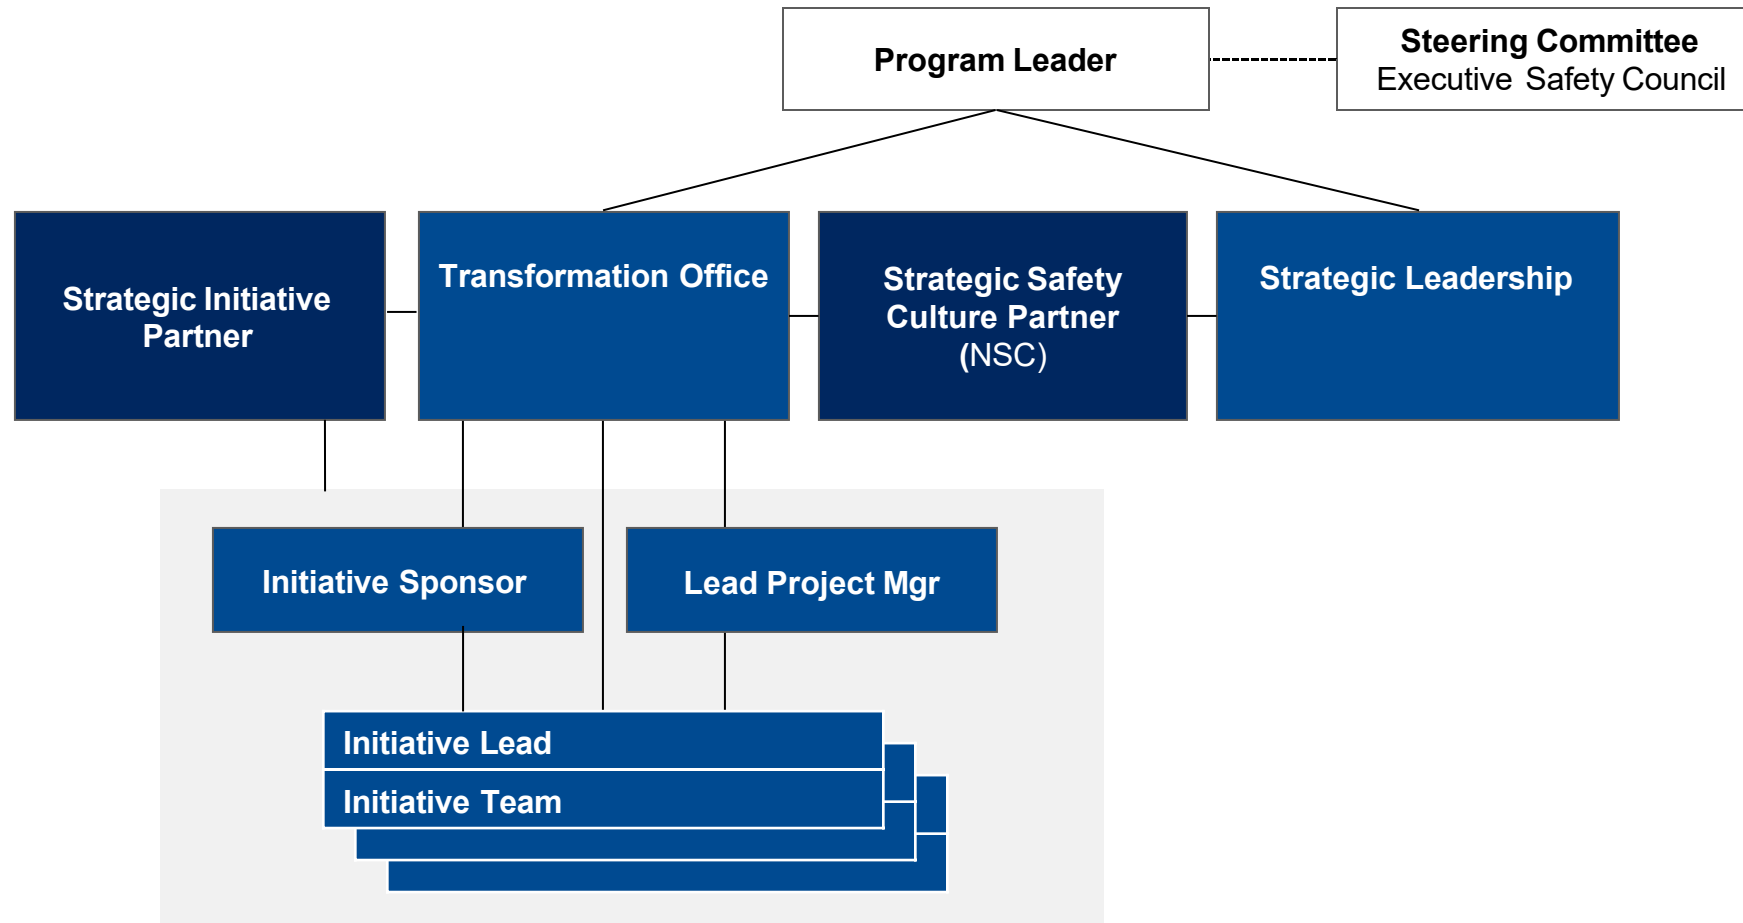 Program Leader
Steering Committee
Executive Safety Council
Strategic Initiative
Partner
Transformation Office
Strategic Safety
Culture Partner
(NSC)
Strategic Leadership
Initiative Sponsor
Lead Project Mgr
Initiative Lead
Initiative Team